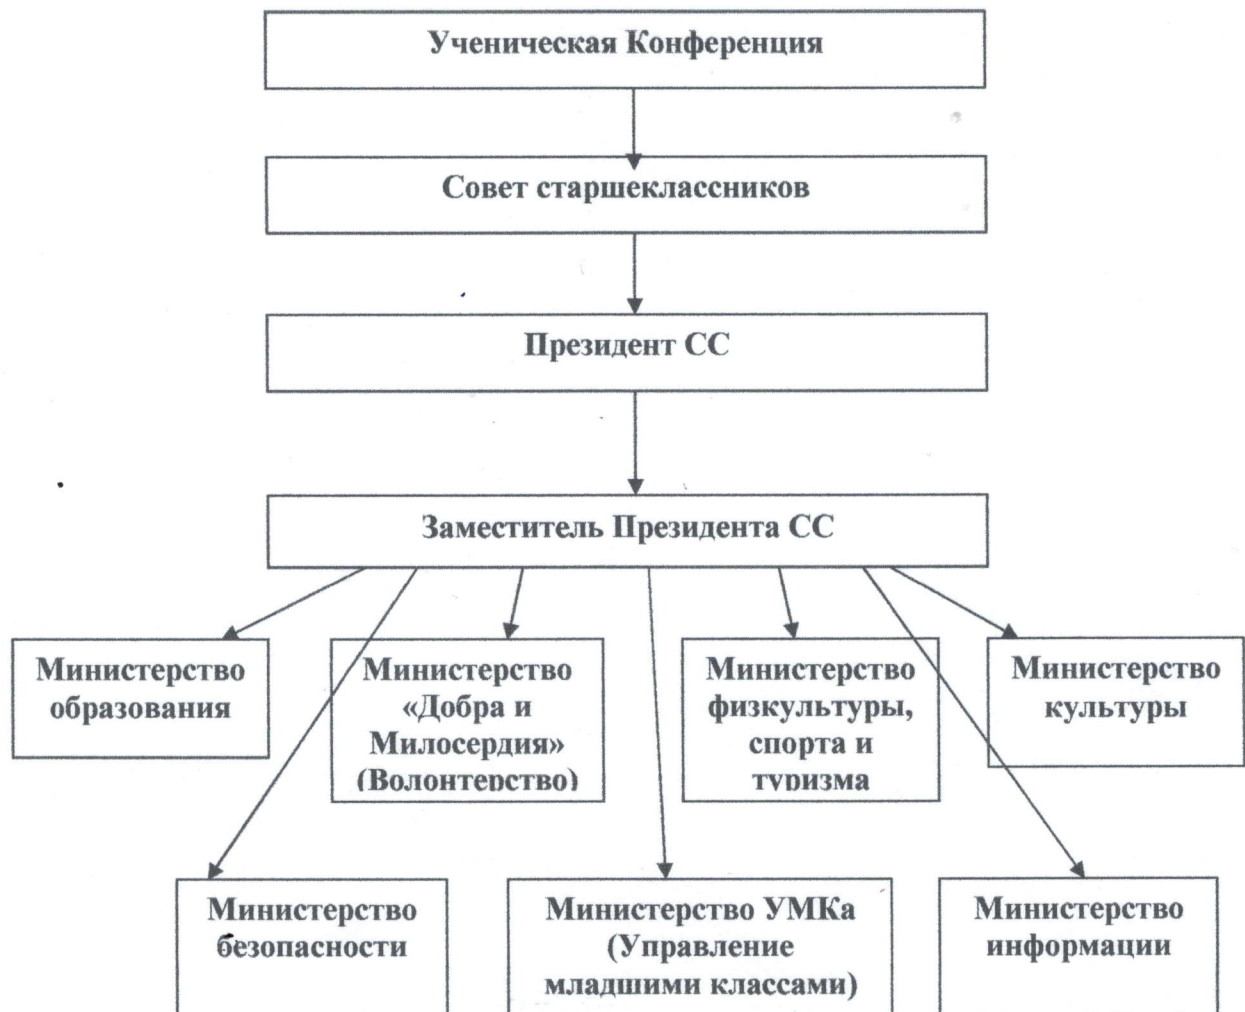 Ученическая Конференция
Совет старшеклассников
Президент СС
Заместитель Президента СС
Министерство
образования
Министерство
«Добра и
Милосердия»
(Волонтерство)
Министерство
физкультуры,
спорта и
туризма
Министерство
культуры
Министерство
безопасности
Министерство УМКа
(Управление
младшими классами)
Министерство
информации